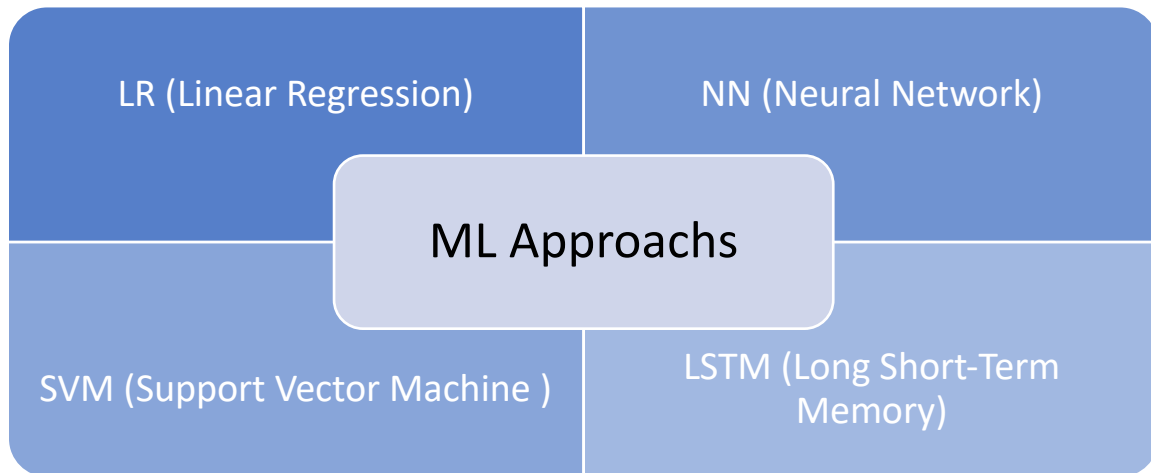 LR (Linear Regression)
NN (Neural Network)
ML Approachs
SVM (Support Vector Machine )
LSTM (Long Short-Term
Memory)